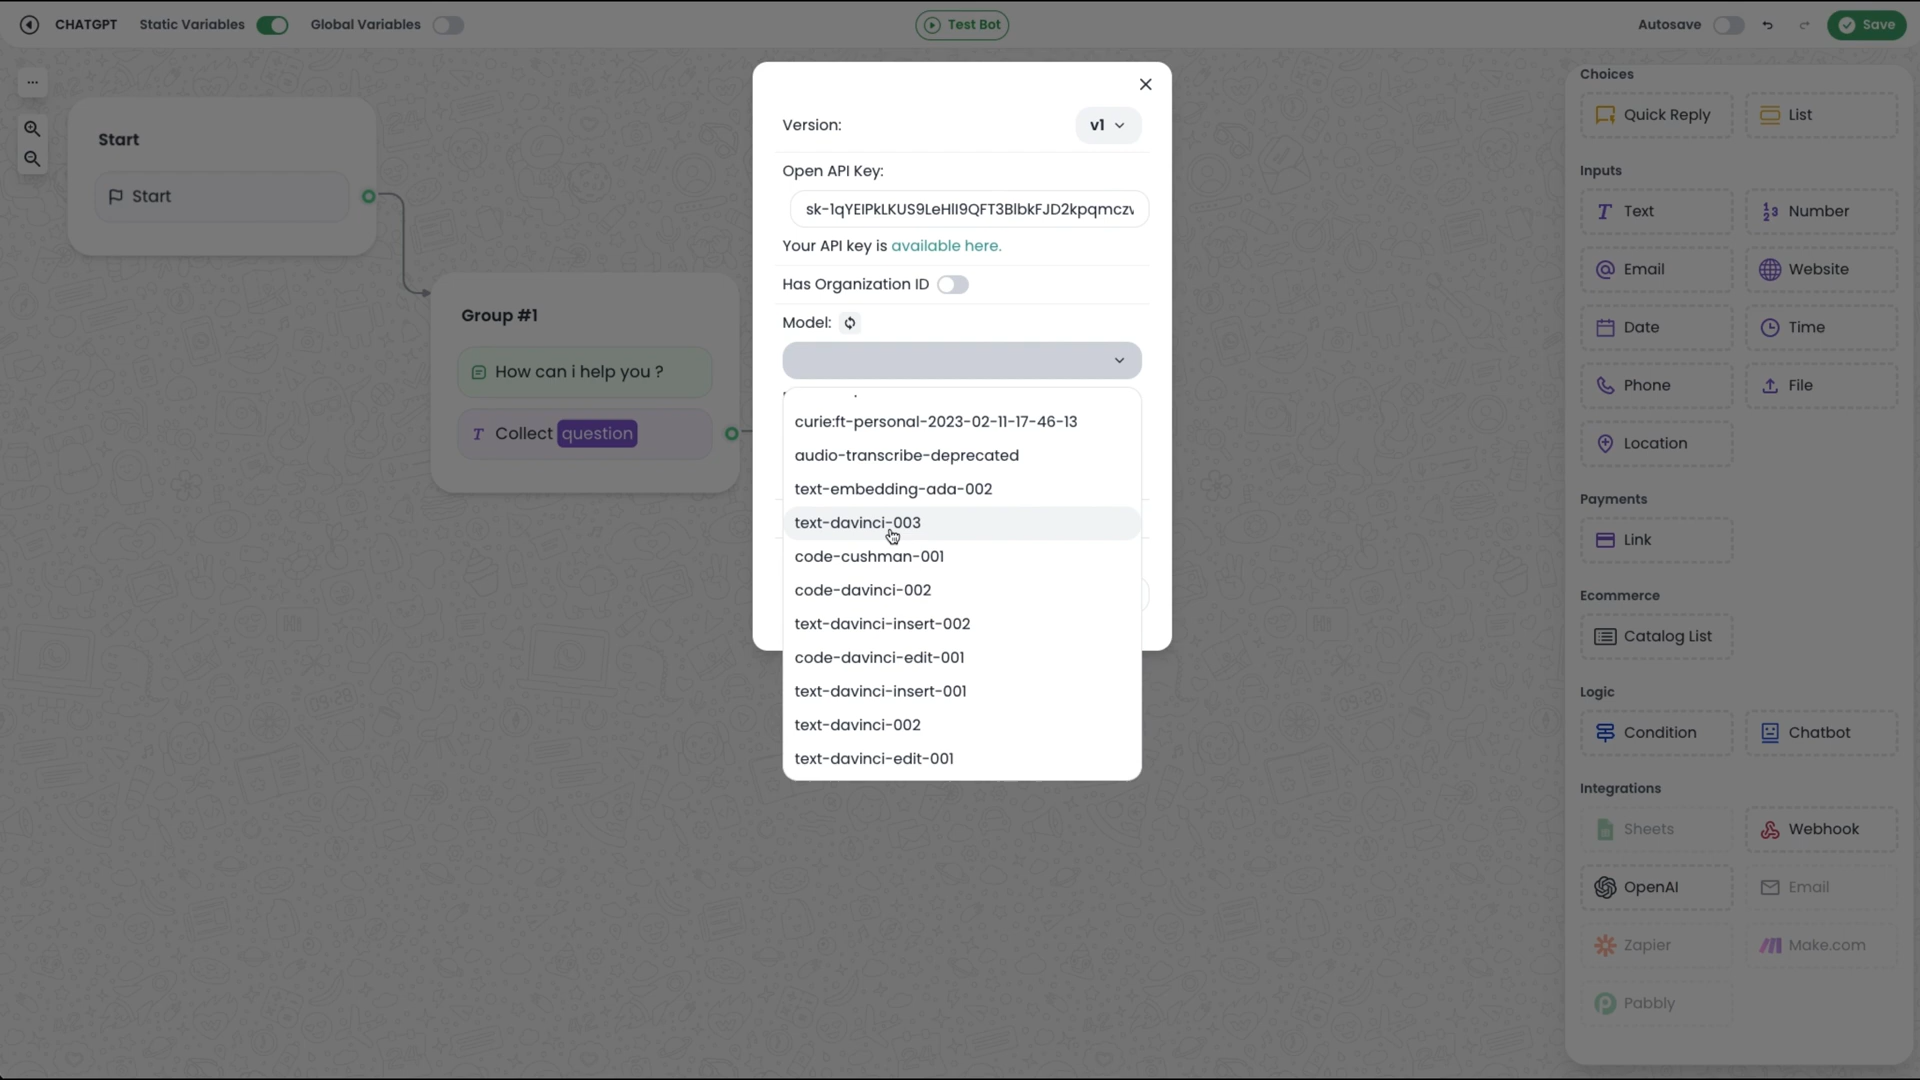 CHATGPT
Static Variables
Global Variables
Test Bot
Autosave
Save
...
Start
Start
Group #1
How can i help you ?
Collect question
Version:
v1
Open API Key:
Your API key is available here.
Has Organization ID
Model:
curie:ft-personal-2023-02-11-17-46-13
audio-transcribe-deprecated
text-embedding-ada-002
text-davinci-003
code-cushman-001
code-davinci-002
text-davinci-insert-002
code-davinci-edit-001
text-davinci-insert-001
text-davinci-002
text-davinci-edit-001
Choices
Quick Reply
List
Inputs
Text
Number
Email
Website
Date
Time
Phone
File
Location
Payments
Link
Ecommerce
Catalog List
Logic
Condition
Chatbot
Integrations
Sheets
Webhook
OpenAI
Email
Zapier
Make.com
Pabbly